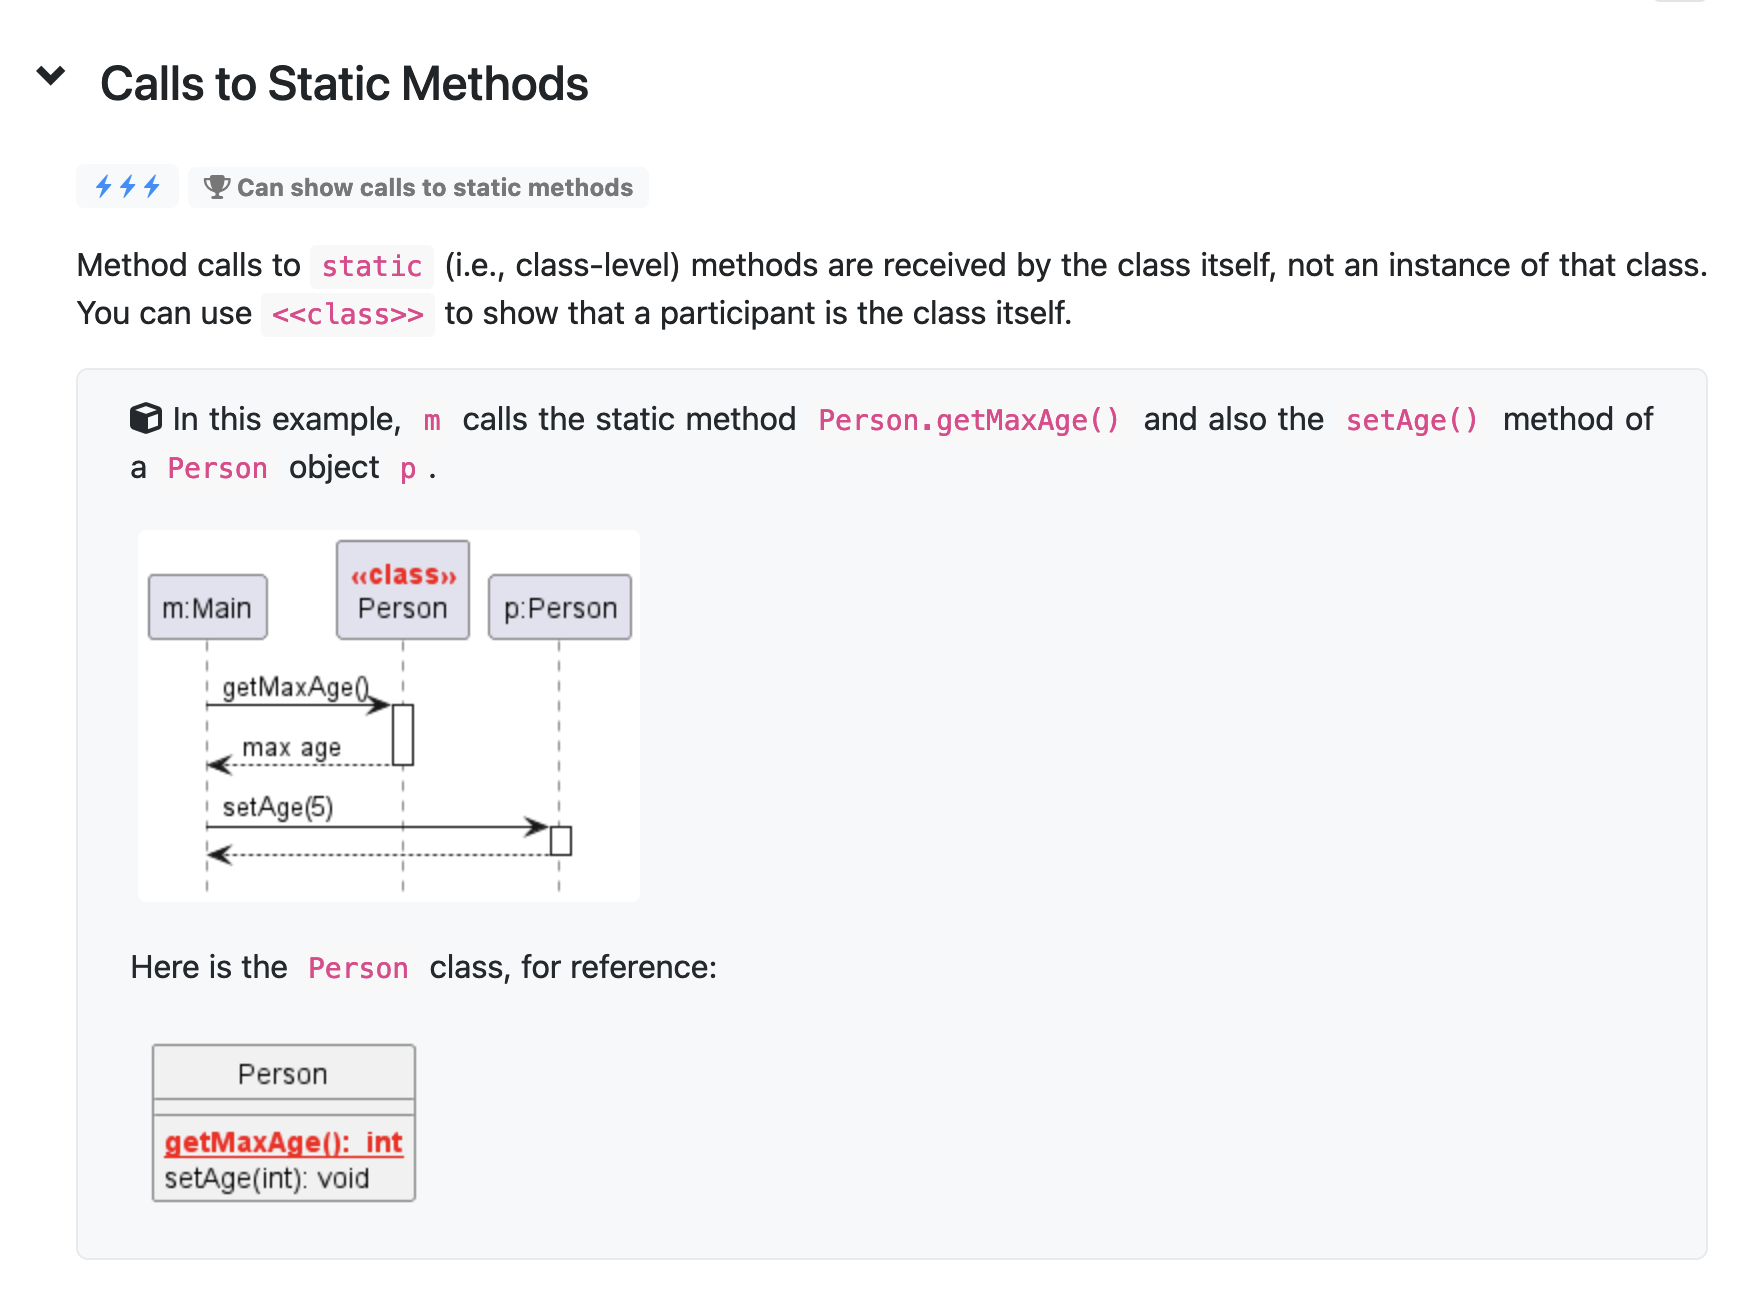 Calls to Static Methods
Can show calls to static methods
Method calls to static (i.e., class-level) methods are received by the class itself, not an instance of that class.
You can use <<class>> to show that a participant is the class itself.
In this example, m calls the static method Person.getMaxAge() and also the setAge() method of
a Person object p .
m:Main
«class»
Person
p:Person
getMaxAge()
max age
setAge(5)
Here is the Person class, for reference:
Person
getMaxAge(): int
setAge(int): void